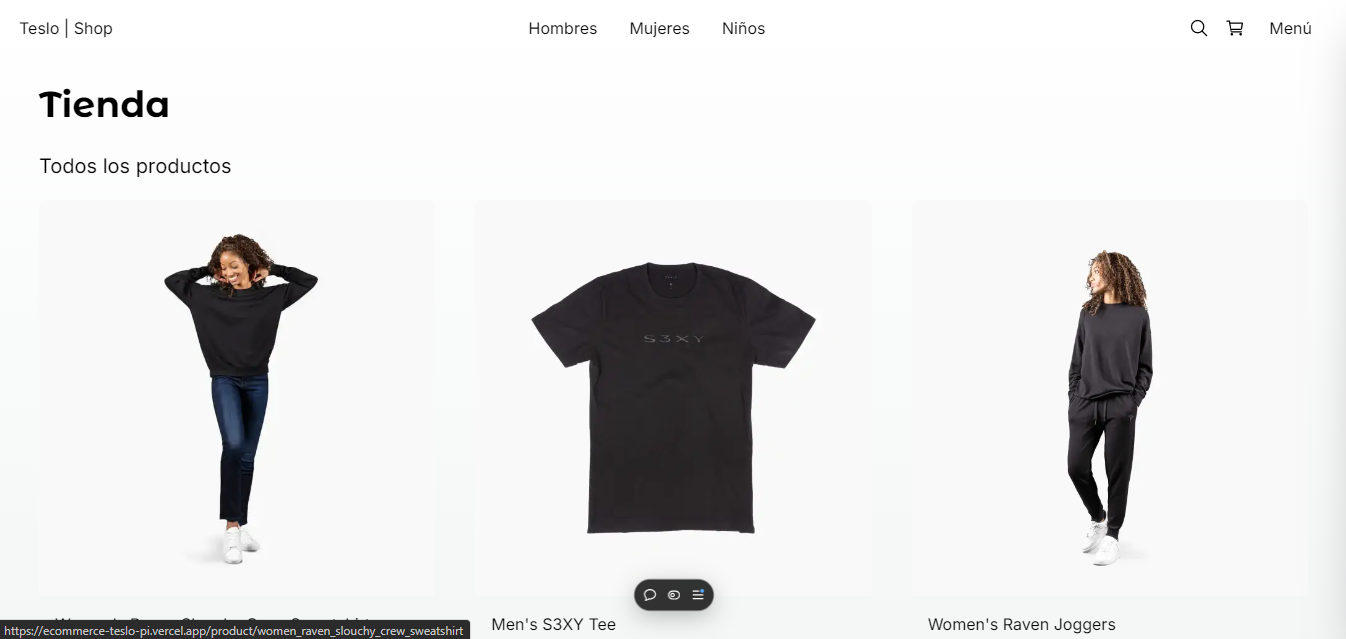 Teslo | Shop
Hombres Mujeres Niños
Menú
Tienda
Todos los productos
S3XY
Men's S3XY Tee
Women's Raven Joggers
https://ecommerce-teslo-pi.vercel.app/product/women_raven_slouchy_crew_sweatshirt